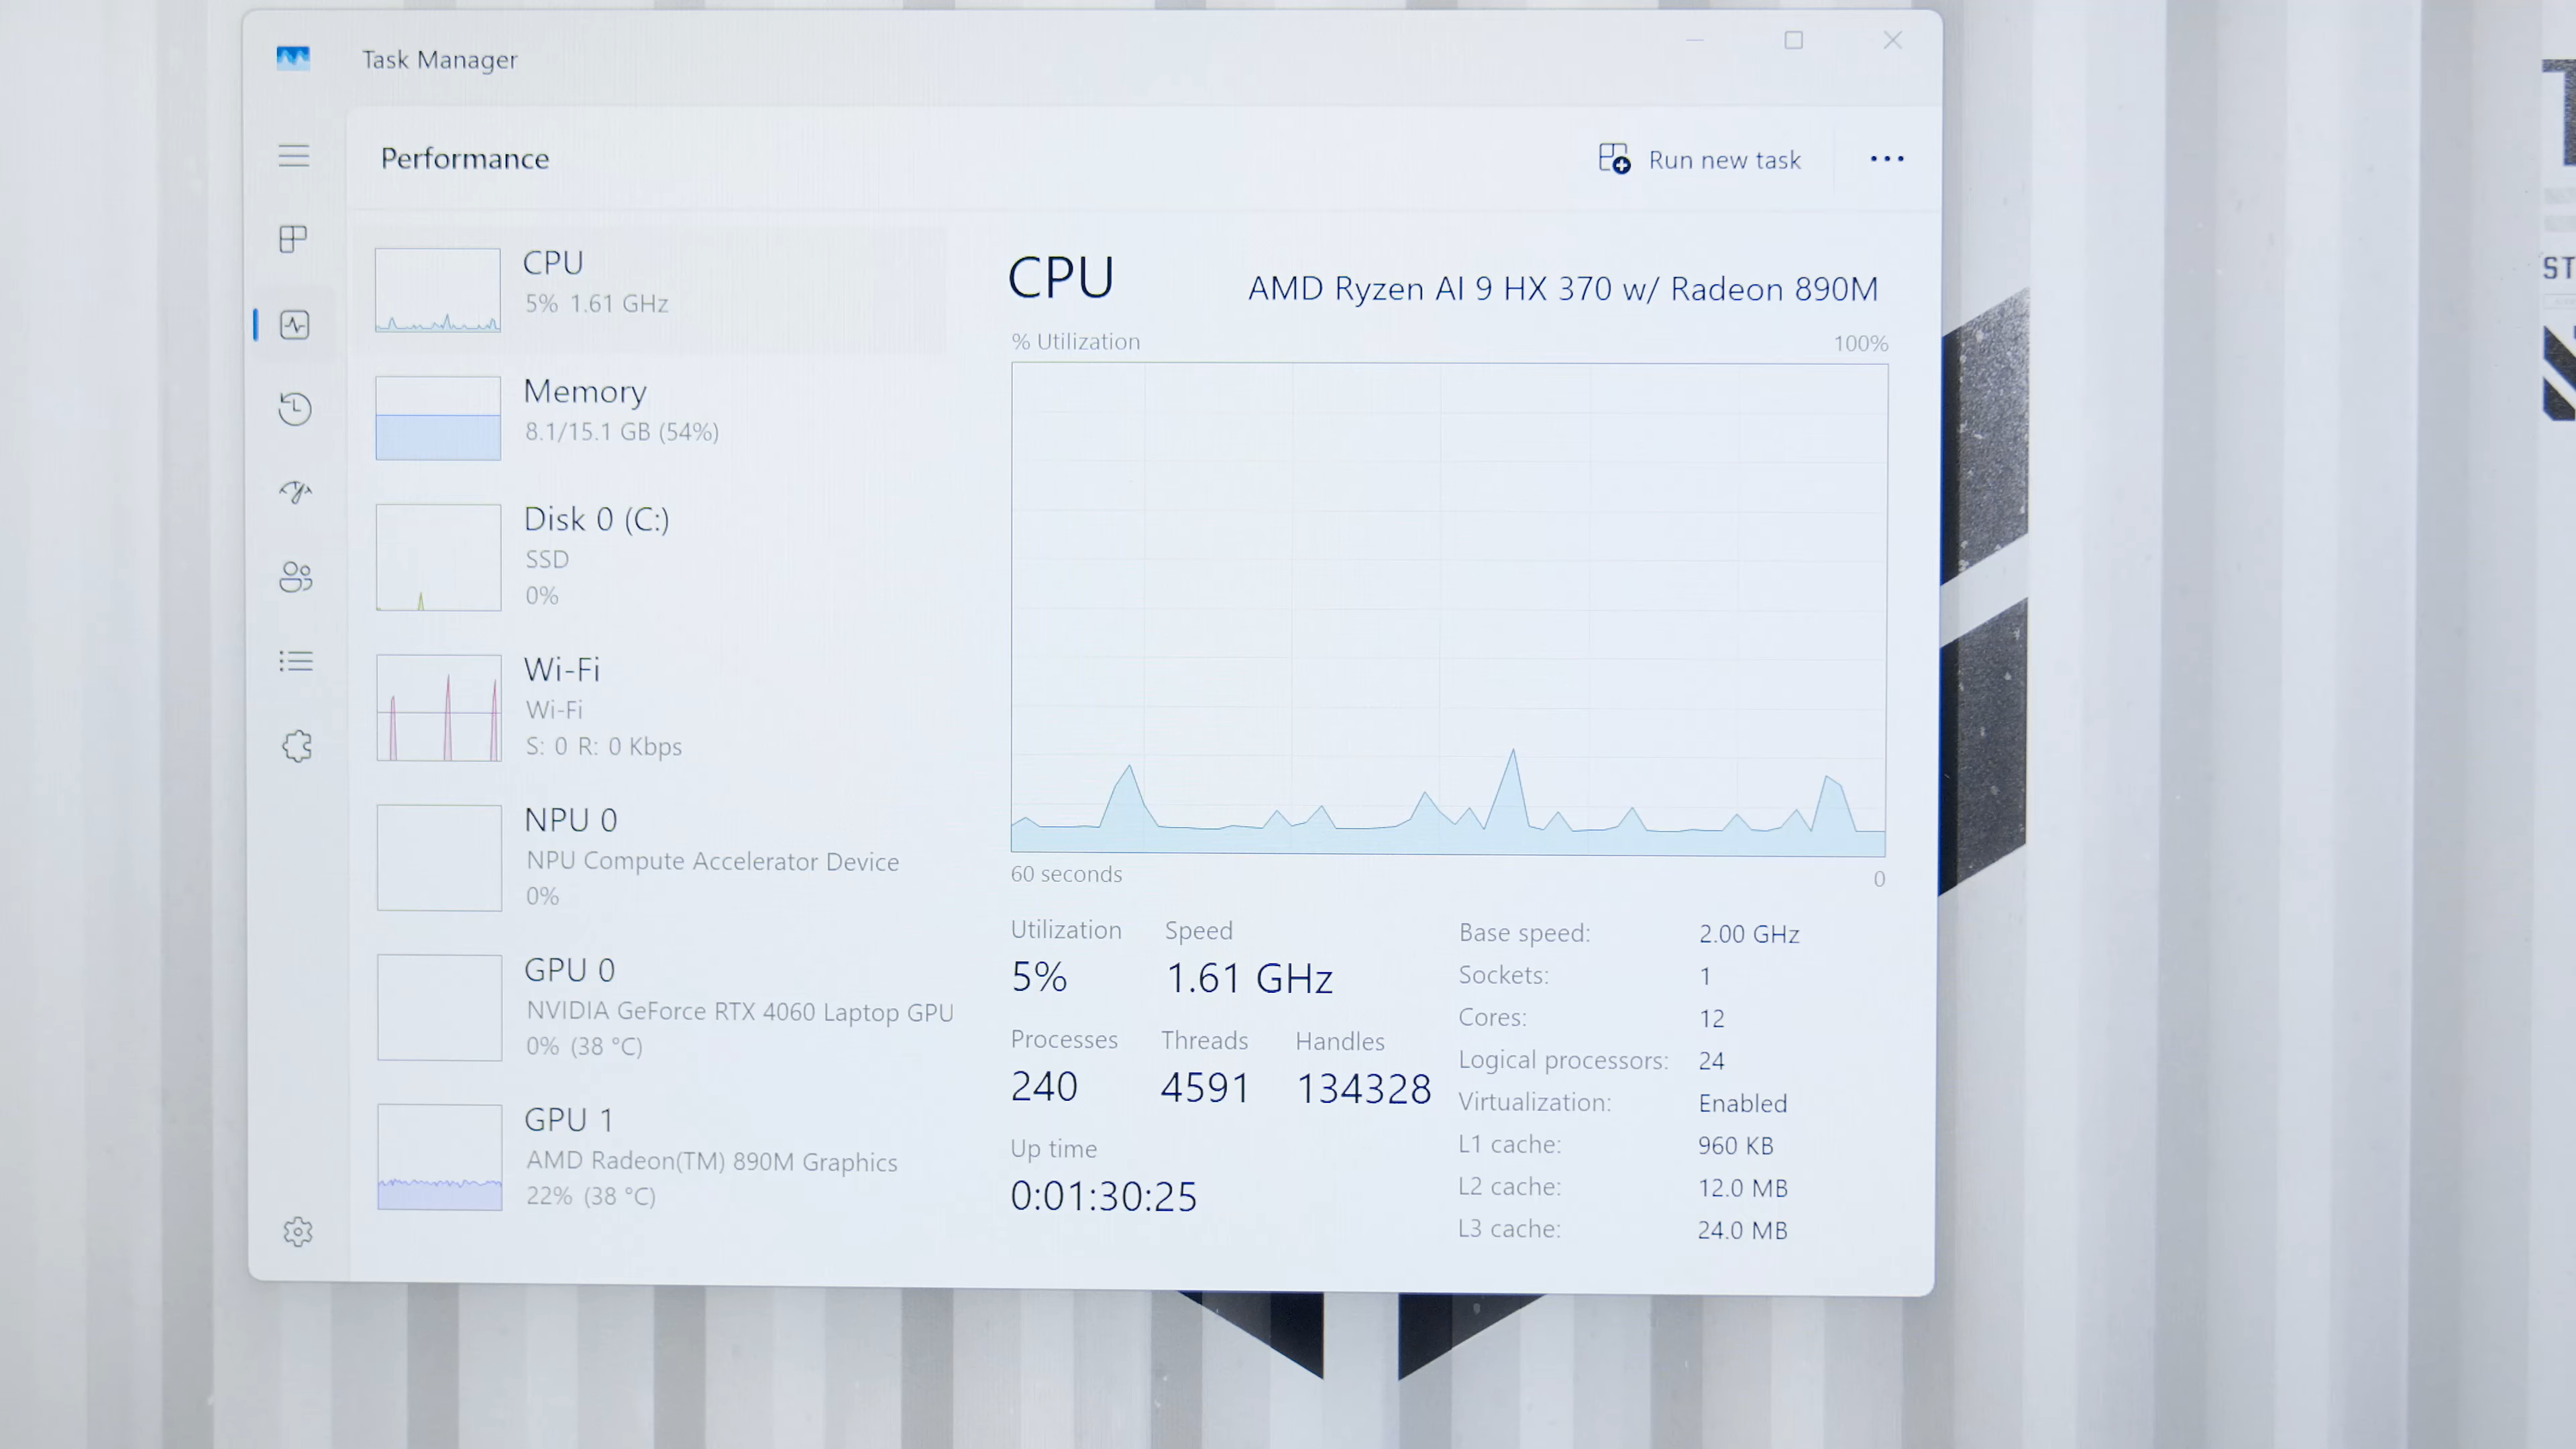 Task Manager
Performance
Run new task
CPU
5% 1.61 GHz
Memory
8.1/15.1 GB (54%)
Disk 0 (C:)
SSD
0%
Wi-Fi
Wi-Fi
S: 0 R: 0 Kbps
NPU 0
NPU Compute Accelerator Device
0%
GPU 0
NVIDIA GeForce RTX 4060 Laptop GPU
0% (38 °C)
GPU 1
AMD Radeon(TM) 890M Graphics
22% (38 °C)
CPU
AMD Ryzen AI 9 HX 370 w/ Radeon 890M
% Utilization
100%
60 seconds
0
Utilization
5%
Speed
1.61 GHz
Processes
240
Threads
4591
Handles
134328
Up time
0:01:30:25
Base speed: 2.00 GHz
Sockets: 1
Cores: 12
Logical processors: 24
Virtualization: Enabled
L1 cache: 960 KB
L2 cache: 12.0 MB
L3 cache: 24.0 MB
ST